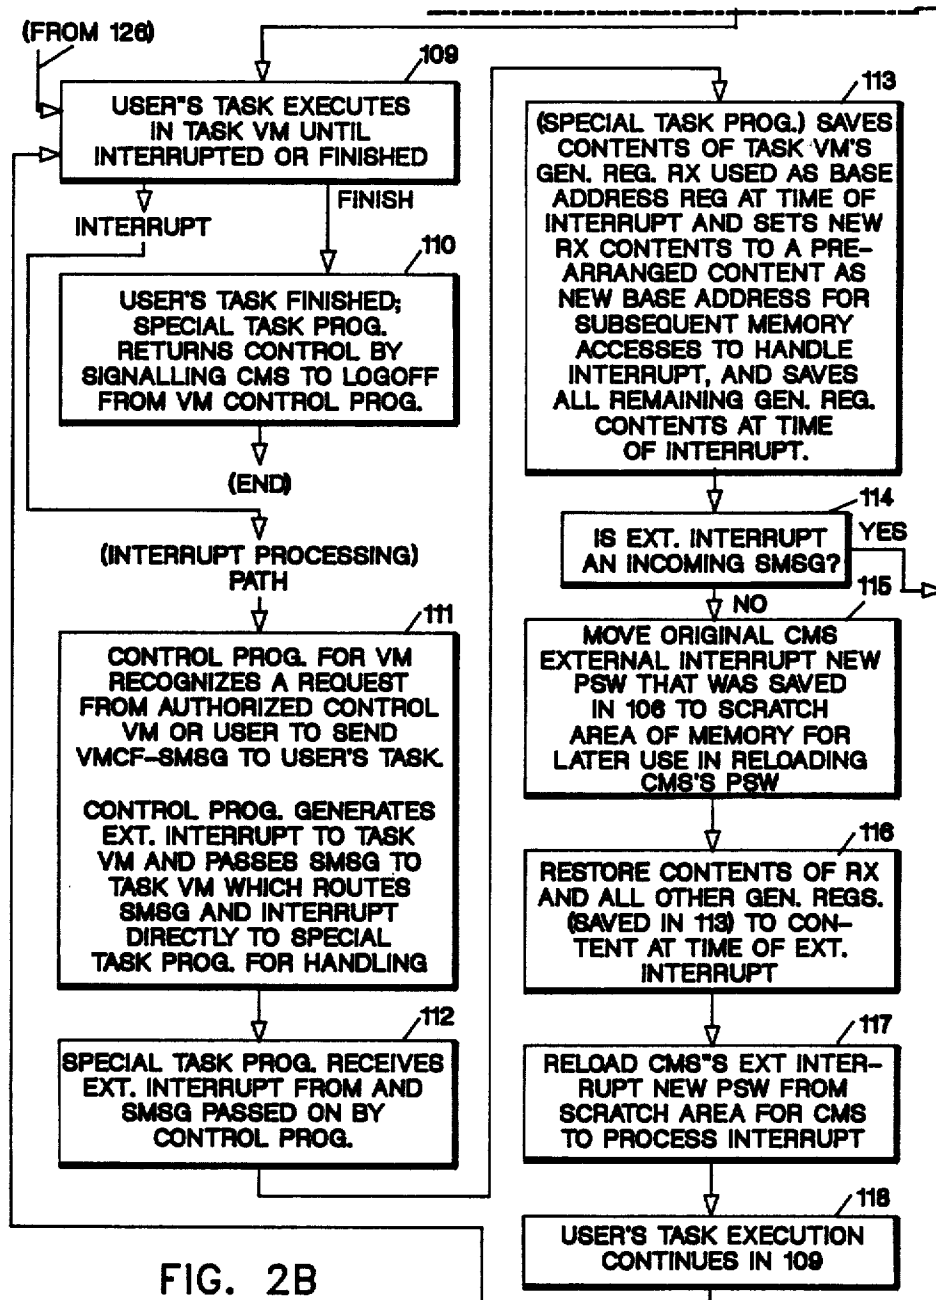 (FROM 126)
109
USER"S TASK EXECUTES
IN TASK VM UNTIL
INTERRUPTED OR FINISHED
INTERRUPT
FINISH
110
USER'S TASK FINISHED;
SPECIAL TASK PROG.
RETURNS CONTROL BY
SIGNALLING CMS TO LOGOFF
FROM VM CONTROL PROG.
(END)
(INTERRUPT PROCESSING)
PATH
111
CONTROL PROG. FOR VM
RECOGNIZES A REQUEST
FROM AUTHORIZED CONTROL
VM OR USER TO SEND
VMCF-SMSG TO USER'S TASK.
CONTROL PROG. GENERATES
EXT. INTERRUPT TO TASK
VM AND PASSES SMSG TO
TASK VM WHICH ROUTES
SMSG AND INTERRUPT
DIRECTLY TO SPECIAL
TASK PROG. FOR HANDLING
112
SPECIAL TASK PROG. RECEIVES
EXT. INTERRUPT FROM AND
SMSG PASSED ON BY
CONTROL PROG.
113
(SPECIAL TASK PROG.) SAVES
CONTENTS OF TASK VM'S
GEN. REG. RX USED AS BASE
ADDRESS REG AT TIME OF
INTERRUPT AND SETS NEW
RX CONTENTS TO A PRE-
ARRANGED CONTENT AS
NEW BASE ADDRESS FOR
SUBSEQUENT MEMORY
ACCESSES TO HANDLE
INTERRUPT, AND SAVES
ALL REMAINING GEN. REG.
CONTENTS AT TIME
OF INTERRUPT.
114
IS EXT. INTERRUPT
AN INCOMING SMSG?
YES
NO
115
MOVE ORIGINAL CMS
EXTERNAL INTERRUPT NEW
PSW THAT WAS SAVED
IN 106 TO SCRATCH
AREA OF MEMORY FOR
LATER USE IN RELOADING
CMS'S PSW
116
RESTORE CONTENTS OF RX
AND ALL OTHER GEN. REGS.
(SAVED IN 113) TO CON-
TENT AT TIME OF EXT.
INTERRUPT
117
RELOAD CMS"S EXT INTER-
RUPT NEW PSW FROM
SCRATCH AREA FOR CMS
TO PROCESS INTERRUPT
118
USER'S TASK EXECUTION
CONTINUES IN 109
FIG. 2B